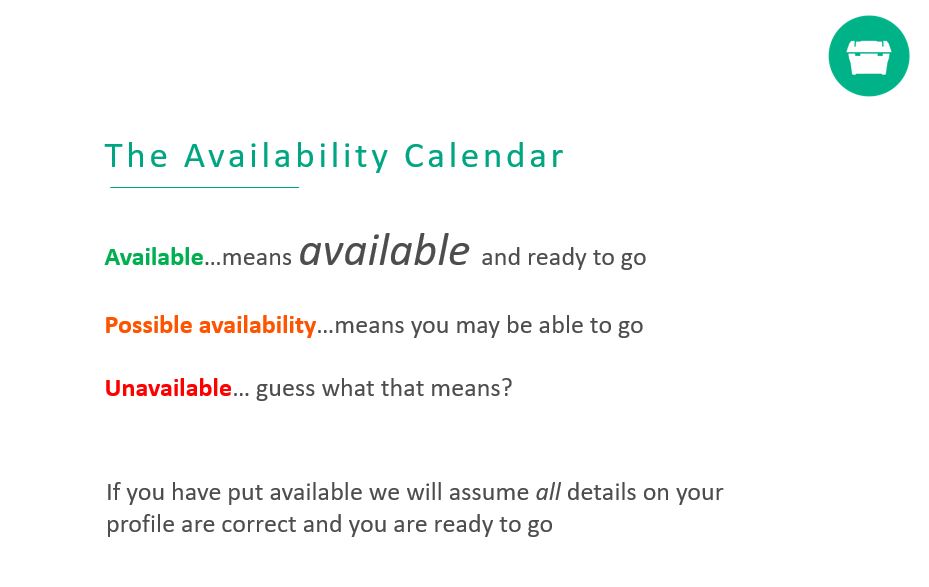 The Availability Calendar
Available...means available and ready to go
Possible availability...means you may be able to go
Unavailable... guess what that means?
If you have put available we will assume all details on your
profile are correct and you are ready to go